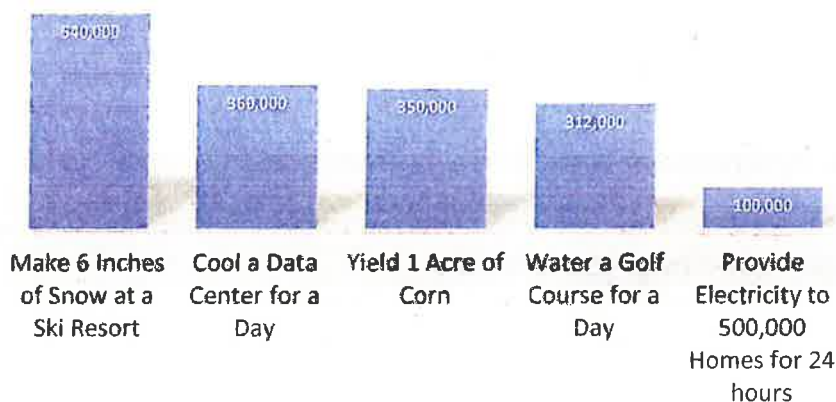 540,000
360,000
350,000
312,000
100,000
Make 6 Inches
of Snow at a
Ski Resort
Cool a Data
Center for a
Day
Yield 1 Acre of
Corn
Water a Golf
Course for a
Day
Provide
Electricity to
500,000
Homes for 24
hours